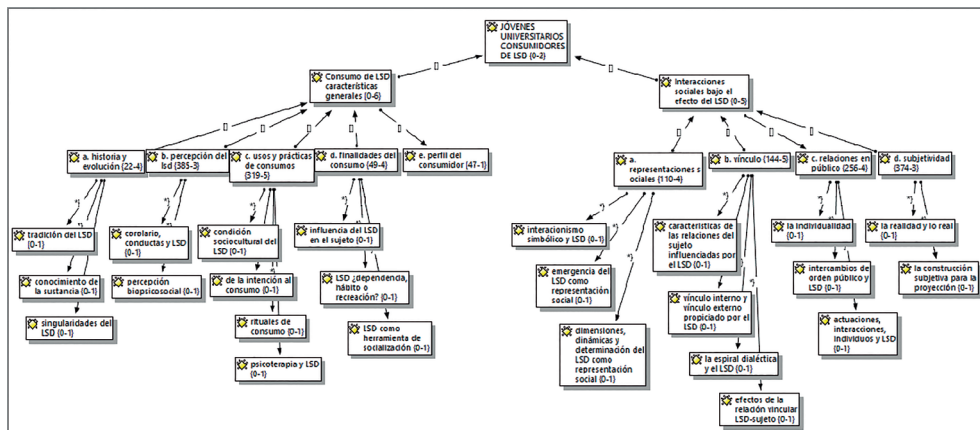 JÓVENES
UNIVERSITARIOS
CONSUMIDORES
DE LSD (0-2)
Consumo de LSD
características
generales (0-6)
Interacciones
sociales bajo el
efecto del LSD (0-5)
a. historia y
evolución (22-4)
b. percepción del
lsd (385-3)
c. usos y prácticas
de consumos
(319-5)
d. finalidades del
consumo (49-4)
e. perfil del
consumidor (47-1)
a.
representaciones s
ociales (110-4)
b. vínculo (144-5)
c. relaciones en
público (256-4)
d. subjetividad
(374-3)
tradición del LSD
(0-1)
conocimiento de
la sustancia (0-1)
singularidades del
LSD (0-1)
corolario,
conductas y LSD
(0-1)
percepción
biopsicosocial (0-1)
condición
sociocultural del
LSD (0-1)
de la intención al
consumo (0-1)
rituales de
consumo (0-1)
psicoterapia y LSD
(0-1)
influencia del LSD
en el sujeto (0-1)
LSD ¿dependencia,
hábito o
recreación? (0-1)
LSD como
herramienta de
socialización (0-1)
interaccionismo
simbólico y LSD (0-1)
emergencia del
LSD como
representación
social (0-1)
dimensiones,
dinámicas y
determinación del
LSD como
representación
social (0-1)
características de
las relaciones del
sujeto
influenciadas por
el LSD (0-1)
vínculo interno y
vínculo externo
propiciado por el
LSD (0-1)
la espiral dialéctica
y el LSD (0-1)
efectos de la
relación vincular
LSD-sujeto (0-1)
la individualidad
(0-1)
intercambios de
orden público y
LSD (0-1)
actuaciones,
interacciones,
individuos y LSD
(0-1)
la realidad y lo real
(0-1)
la construcción
subjetiva para la
proyección (0-1)